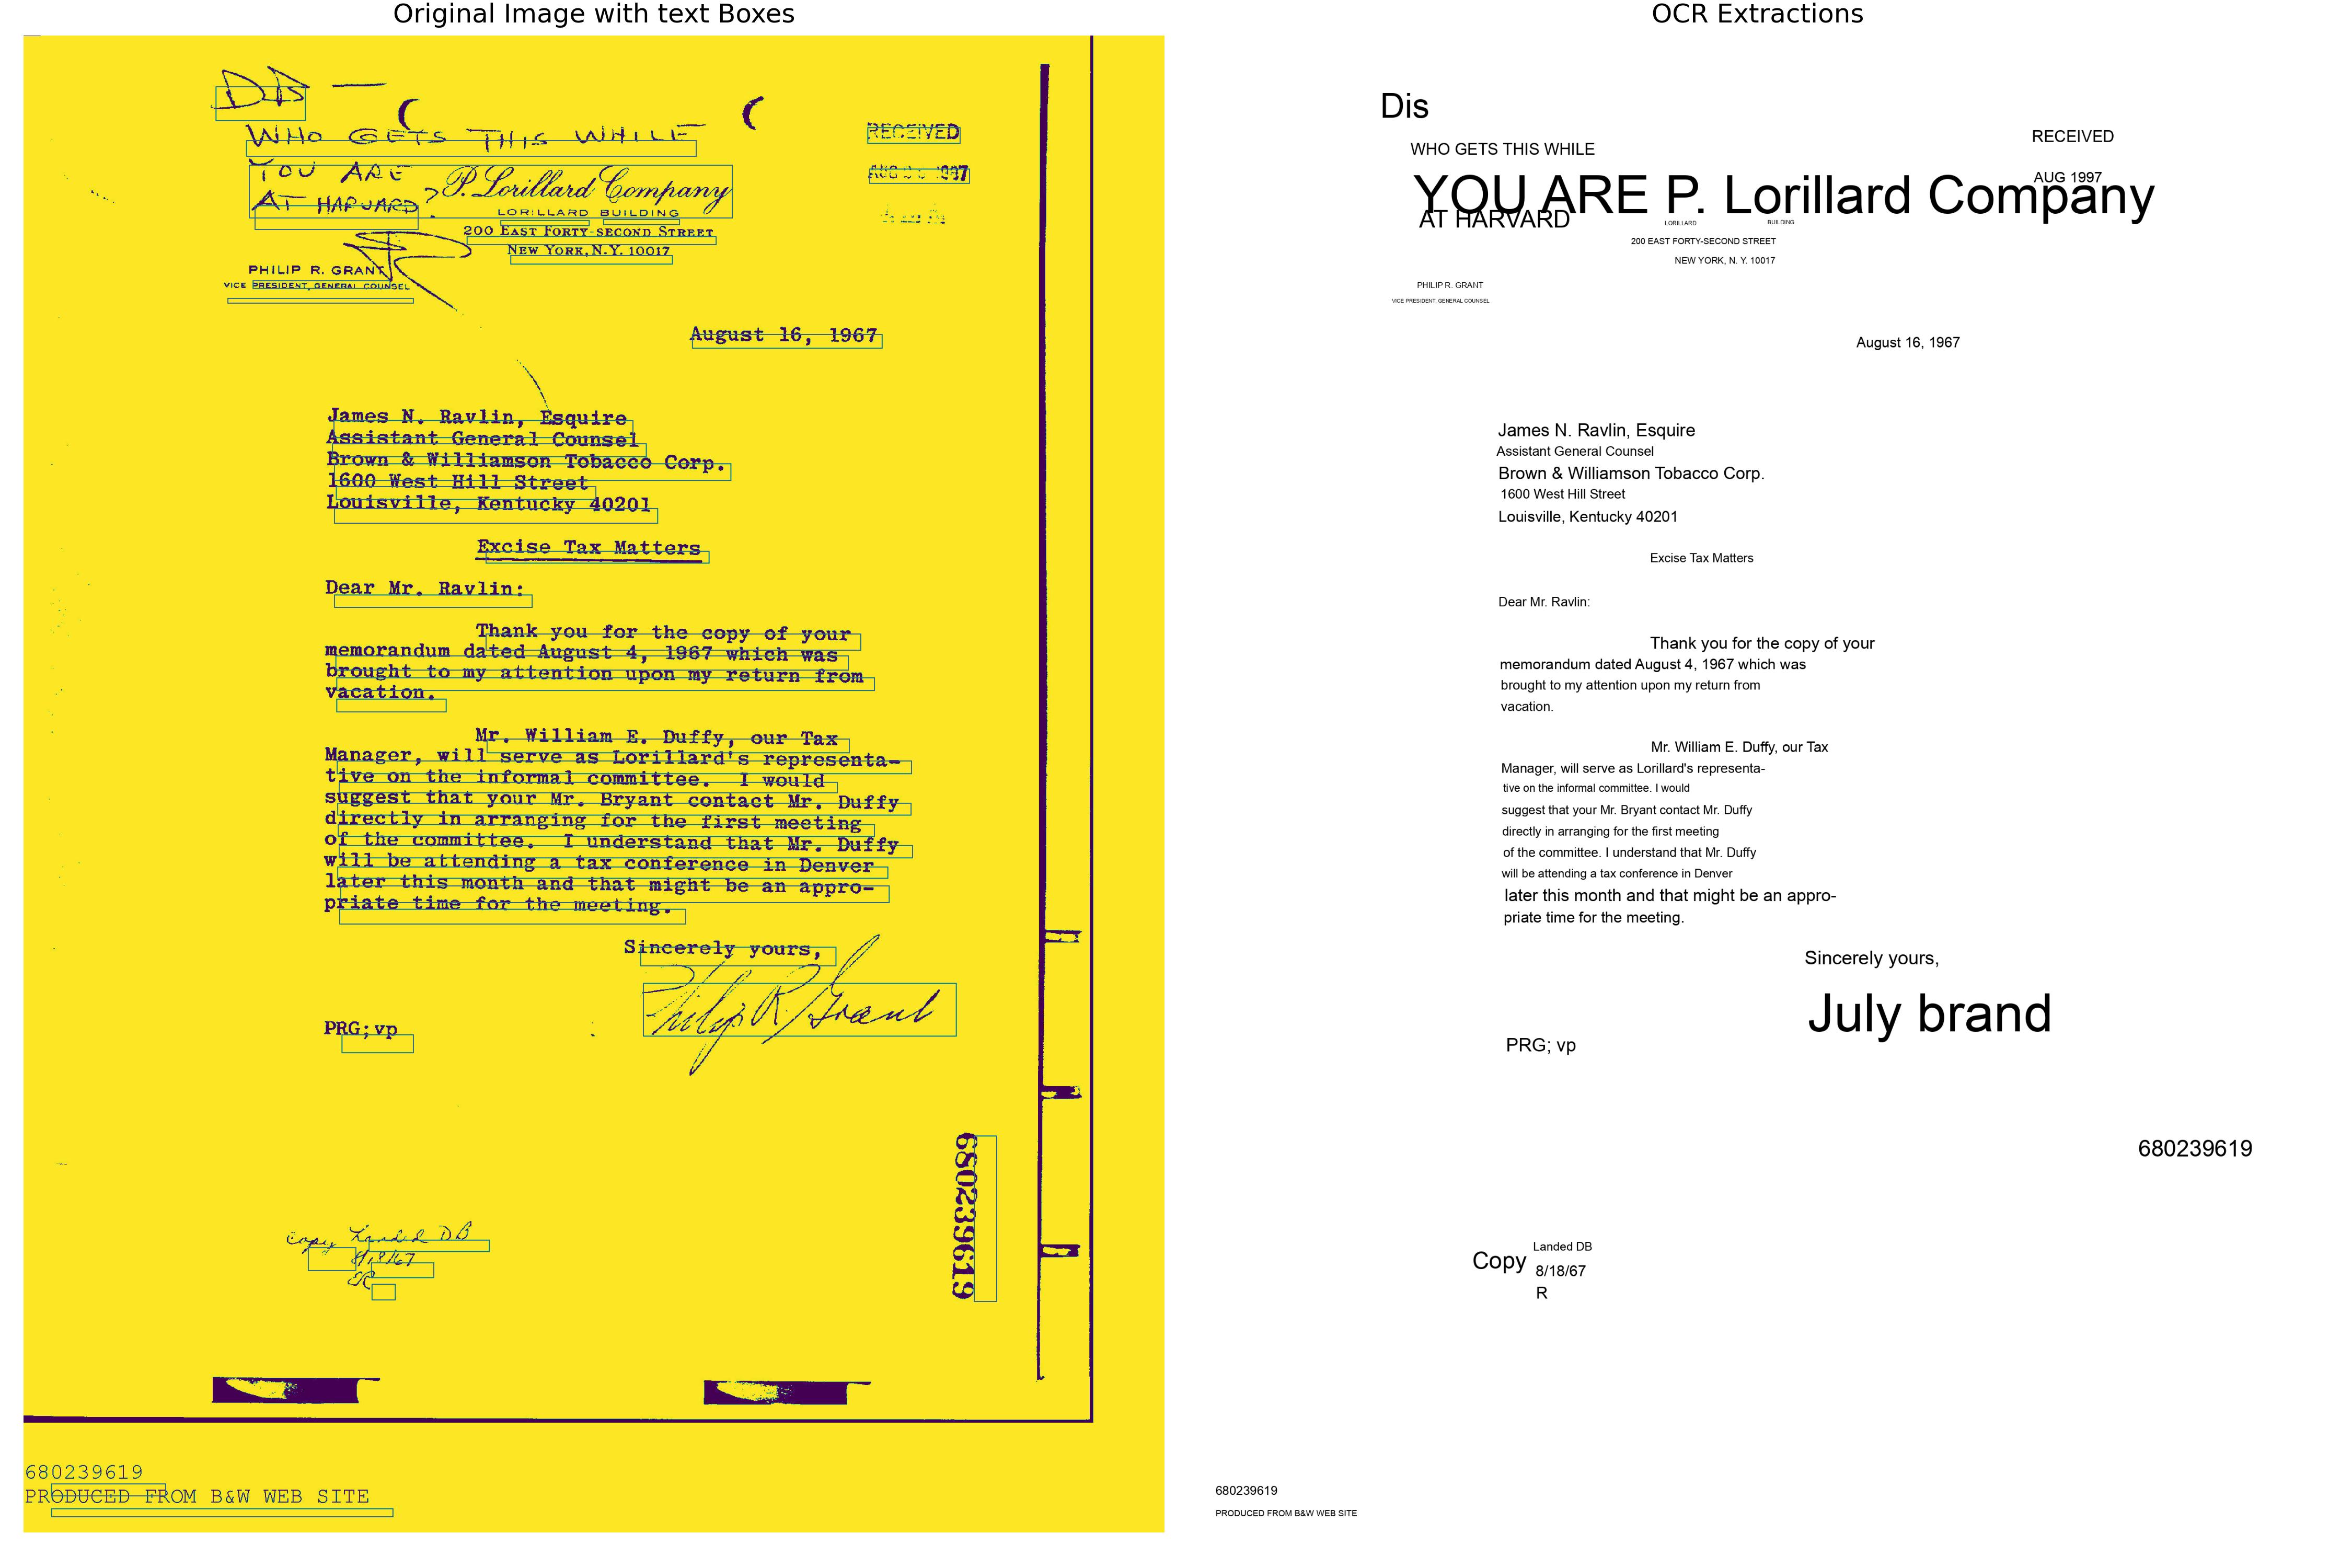 Original Image with text Boxes
WHO GETS THIS WHILE
YOU ARE
AT HARVARD?
RECEIVED
AUG 1997
P. Lorillard Company
LORILLARD BUILDING
200 EAST FORTY-SECOND STREET
NEW YORK, N.Y. 10017
PHILIP R. GRANT
VICE PRESIDENT, GENERAL COUNSEL
August 16, 1967
James N. Ravlin, Esquire
Assistant General Counsel
Brown & Williamson Tobacco Corp.
1600 West Hill Street
Louisville, Kentucky 40201
Excise Tax Matters
Dear Mr. Ravlin:
Thank you for the copy of your
memorandum dated August 4, 1967 which was
brought to my attention upon my return from
vacation.
Mr. William E. Duffy, our Tax
Manager, will serve as Lorillard's representa-
tive on the informal committee. I would
suggest that your Mr. Bryant contact Mr. Duffy
directly in arranging for the first meeting
of the committee. I understand that Mr. Duffy
will be attending a tax conference in Denver
later this month and that might be an appro-
priate time for the meeting.
Sincerely yours,
Philip R Grant
PRG;vp
680239619
copy Handed DB
8/18/67
680239619
PRODUCED FROM B&W WEB SITE
OCR Extractions
Dis
WHO GETS THIS WHILE
RECEIVED
YOU ARE P. Lorillard Company
AUG 1997
AT HARVARD
LORILLARD BUILDING
200 EAST FORTY-SECOND STREET
NEW YORK, N. Y. 10017
PHILIP R. GRANT
VICE PRESIDENT, GENERAL COUNSEL
August 16, 1967
James N. Ravlin, Esquire
Assistant General Counsel
Brown & Williamson Tobacco Corp.
1600 West Hill Street
Louisville, Kentucky 40201
Excise Tax Matters
Dear Mr. Ravlin:
Thank you for the copy of your
memorandum dated August 4, 1967 which was
brought to my attention upon my return from
vacation.
Mr. William E. Duffy, our Tax
Manager, will serve as Lorillard's representa-
tive on the informal committee. I would
suggest that your Mr. Bryant contact Mr. Duffy
directly in arranging for the first meeting
of the committee. I understand that Mr. Duffy
will be attending a tax conference in Denver
later this month and that might be an appro-
priate time for the meeting.
Sincerely yours,
July brand
PRG; vp
680239619
Landed DB
Copy
8/18/67
R
680239619
PRODUCED FROM B&W WEB SITE